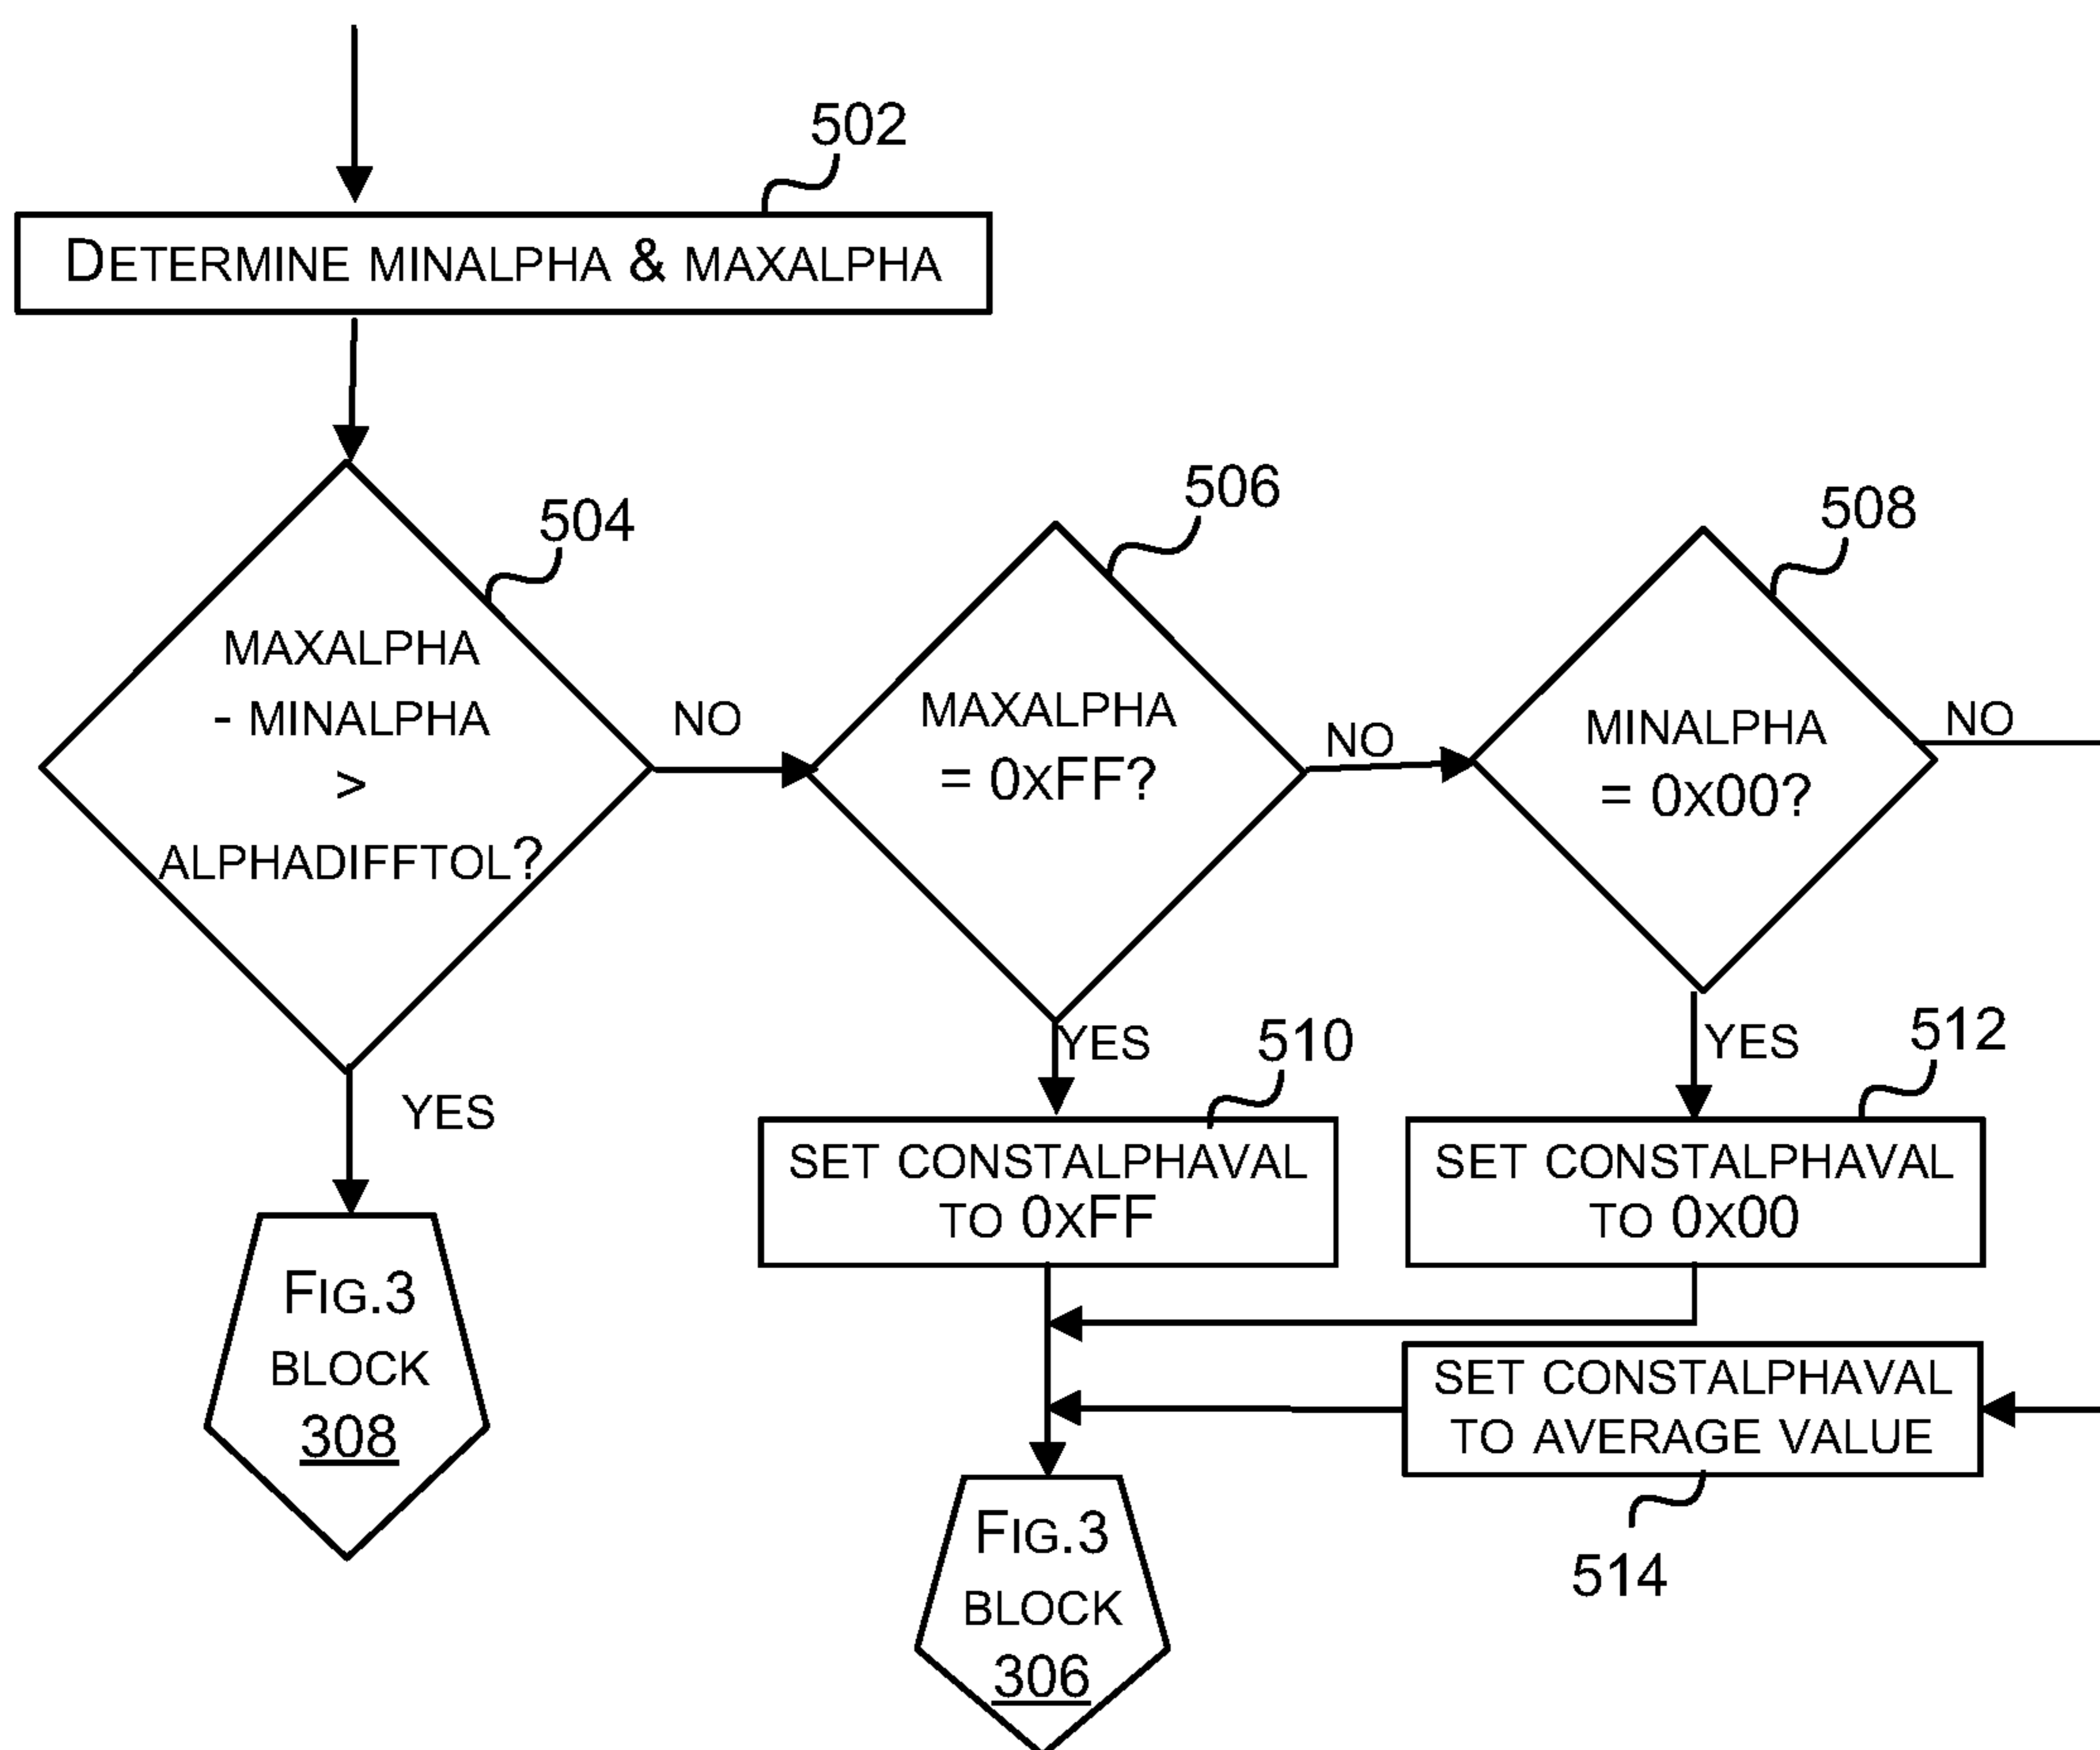 502
DETERMINE MINALPHA & MAXALPHA
504
MAXALPHA
- MINALPHA
>
ALPHADIFFTOL?
NO
YES
506
MAXALPHA
= 0XFF?
NO
YES
508
MINALPHA
= 0X00?
NO
YES
510
SET CONSTALPHAVAL
TO 0XFF
512
SET CONSTALPHAVAL
TO 0X00
SET CONSTALPHAVAL
TO AVERAGE VALUE
514
FIG.3
BLOCK
308
FIG.3
BLOCK
306